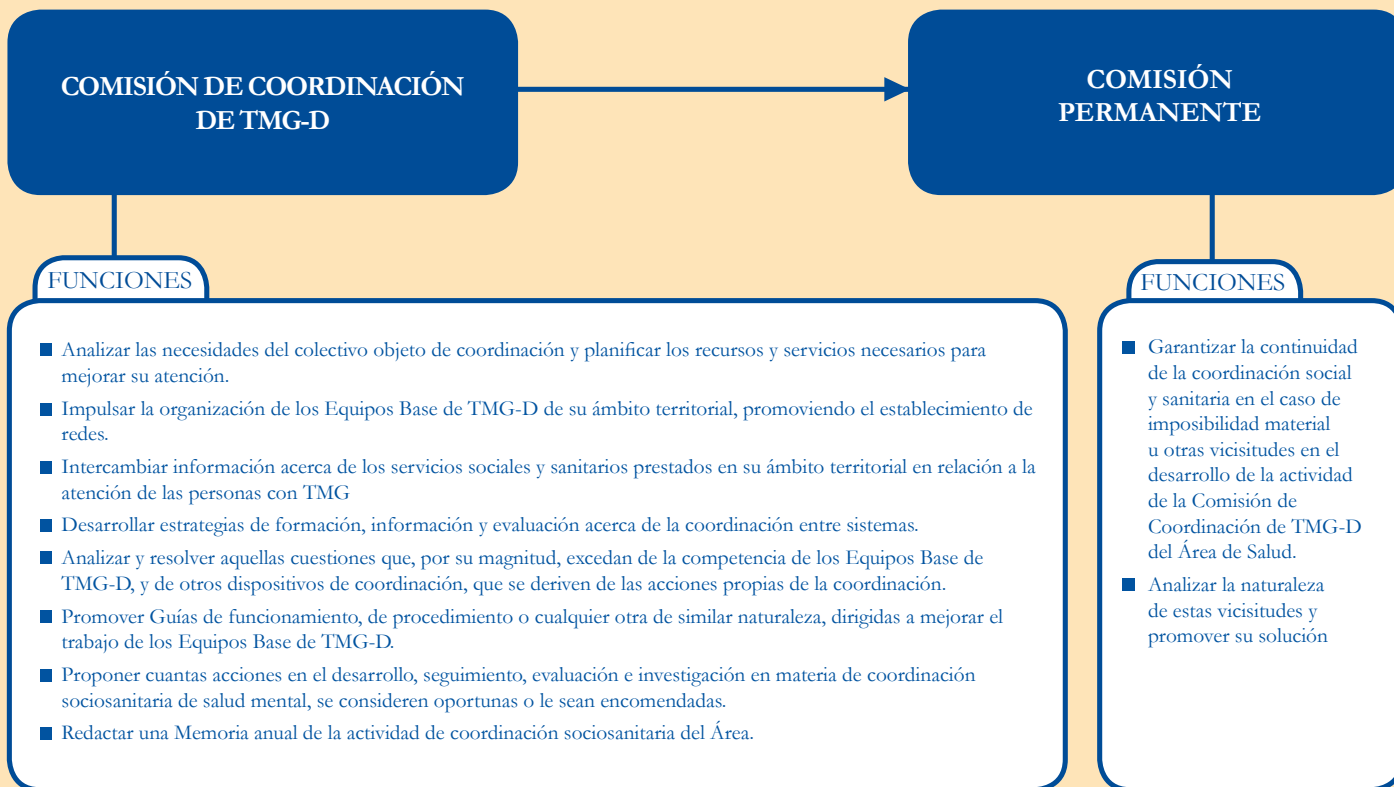 COMISIÓN DE COORDINACIÓN
DE TMG-D
COMISIÓN
PERMANENTE
FUNCIONES
■ Analizar las necesidades del colectivo objeto de coordinación y planificar los recursos y servicios necesarios para
mejorar su atención.
■ Impulsar la organización de los Equipos Base de TMG-D de su ámbito territorial, promoviendo el establecimiento de
redes.
■ Intercambiar información acerca de los servicios sociales y sanitarios prestados en su ámbito territorial en relación a la
atención de las personas con TMG
■ Desarrollar estrategias de formación, información y evaluación acerca de la coordinación entre sistemas.
■ Analizar y resolver aquellas cuestiones que, por su magnitud, excedan de la competencia de los Equipos Base de
TMG-D, y de otros dispositivos de coordinación, que se deriven de las acciones propias de la coordinación.
■ Promover Guías de funcionamiento, de procedimiento o cualquier otra de similar naturaleza, dirigidas a mejorar el
trabajo de los Equipos Base de TMG-D.
■ Proponer cuantas acciones en el desarrollo, seguimiento, evaluación e investigación en materia de coordinación
sociosanitaria de salud mental, se consideren oportunas o le sean encomendadas.
■ Redactar una Memoria anual de la actividad de coordinación sociosanitaria del Área.
FUNCIONES
■ Garantizar la continuidad
de la coordinación social
y sanitaria en el caso de
imposibilidad material
u otras vicisitudes en el
desarrollo de la actividad
de la Comisión de
Coordinación de TMG-D
del Área de Salud.
■ Analizar la naturaleza
de estas vicisitudes y
promover su solución